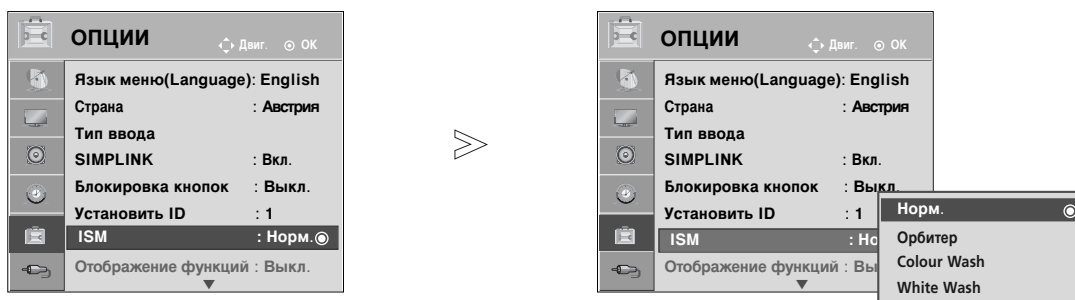 ОПЦИИ
Двиг. OK
Язык меню(Language): English
Страна : Австрия
Тип ввода
SIMPLINK : Вкл.
Блокировка кнопок : Выкл.
Установить ID : 1
ISM : Норм.
Отображение функций : Выкл.
ОПЦИИ
Двиг. OK
Язык меню(Language): English
Страна : Австрия
Тип ввода
SIMPLINK : Вкл.
Блокировка кнопок : Выкл.
Установить ID : 1
ISM : Но
Отображение функций : Вы
Норм.
Орбитер
Colour Wash
White Wash